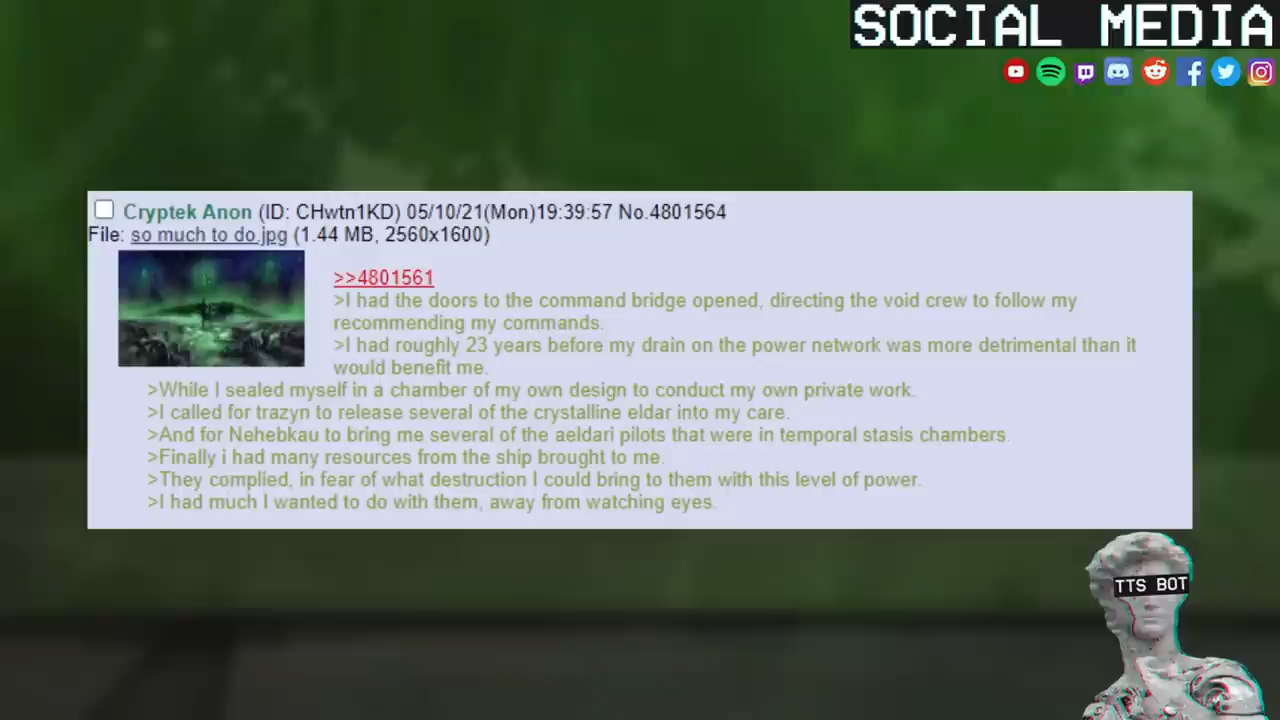 SOCIAL MEDIA
Cryptek Anon (ID: CHwtn1KD) 05/10/21(Mon)19:39:57 No.4801564
File: so much to do.jpg (1.44 MB, 2560x1600)
>>4801561
>I had the doors to the command bridge opened, directing the void crew to follow my
recommending my commands.
>I had roughly 23 years before my drain on the power network was more detrimental than it
would benefit me.
>While I sealed myself in a chamber of my own design to conduct my own private work.
>I called for trazyn to release several of the crystalline eldar into my care.
>And for Nehebkau to bring me several of the aeldari pilots that were in temporal stasis chambers.
>Finally i had many resources from the ship brought to me.
>They complied, in fear of what destruction I could bring to them with this level of power.
>I had much I wanted to do with them, away from watching eyes.
TTS BOT